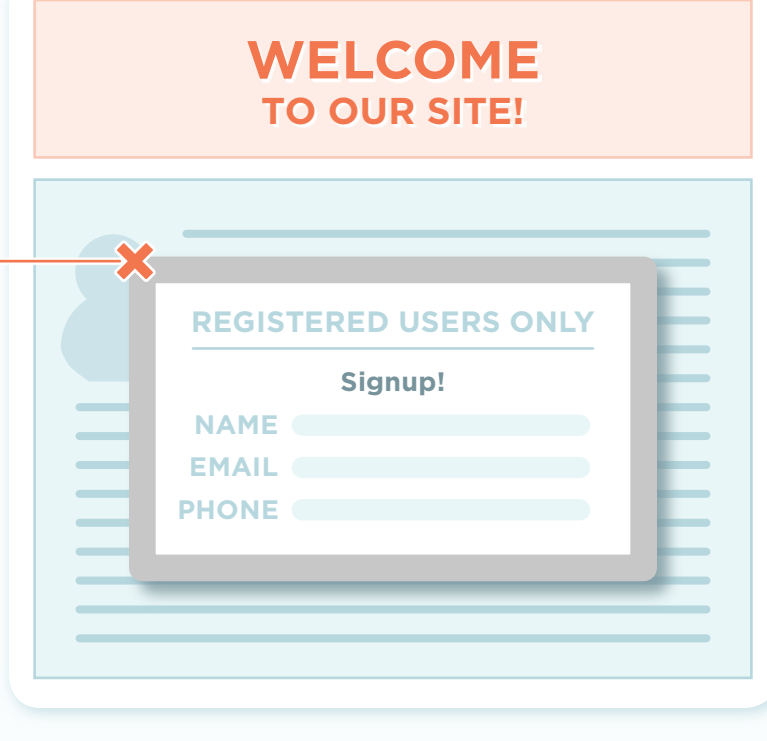 WELCOME
TO OUR SITE!
REGISTERED USERS ONLY
Signup!
NAME
EMAIL
PHONE